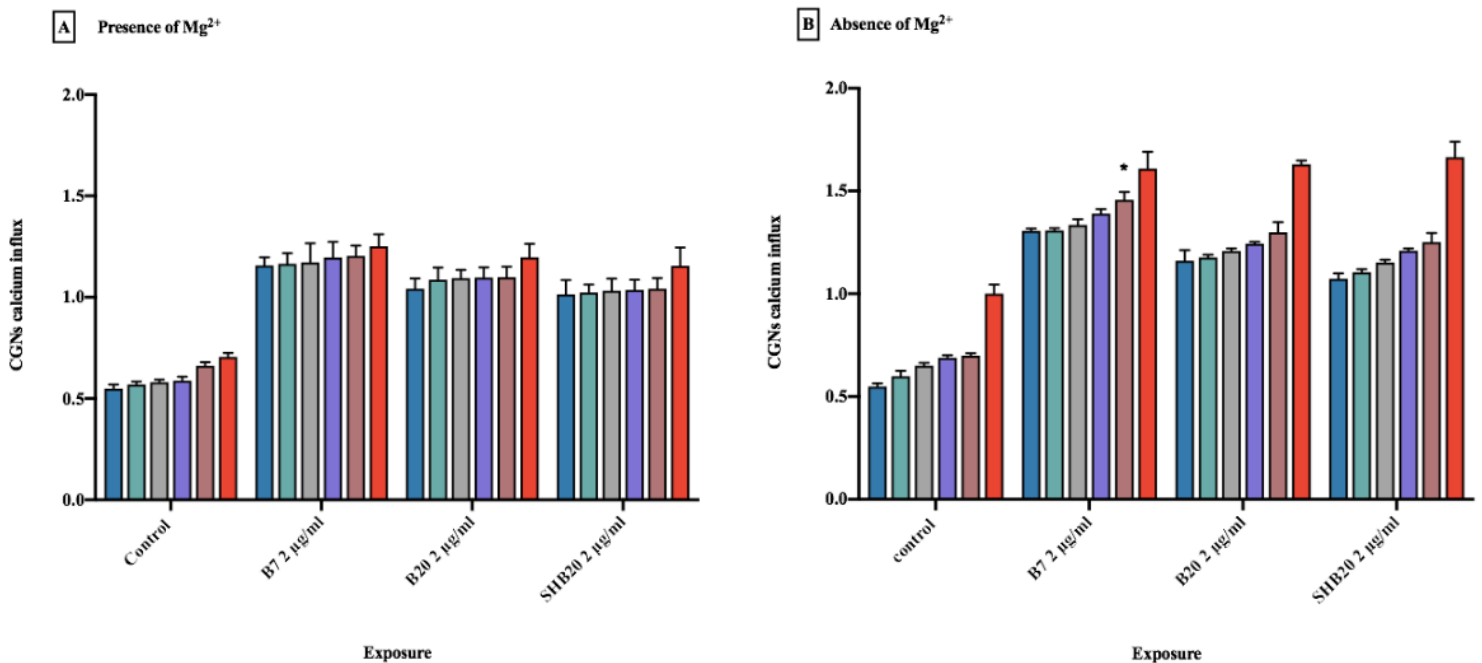 A Presence of Mg²⁺
2.0
1.5
1.0
0.5
0.0
CGNs calcium influx
Control
B7 2 µg/ml
B20 2 µg/ml
SHB20 2 µg/ml
Exposure
B Absence of Mg²⁺
2.0
1.5
1.0
0.5
0.0
CGNs calcium influx
*
control
B7 2 µg/ml
B20 2 µg/ml
SHB20 2 µg/ml
Exposure